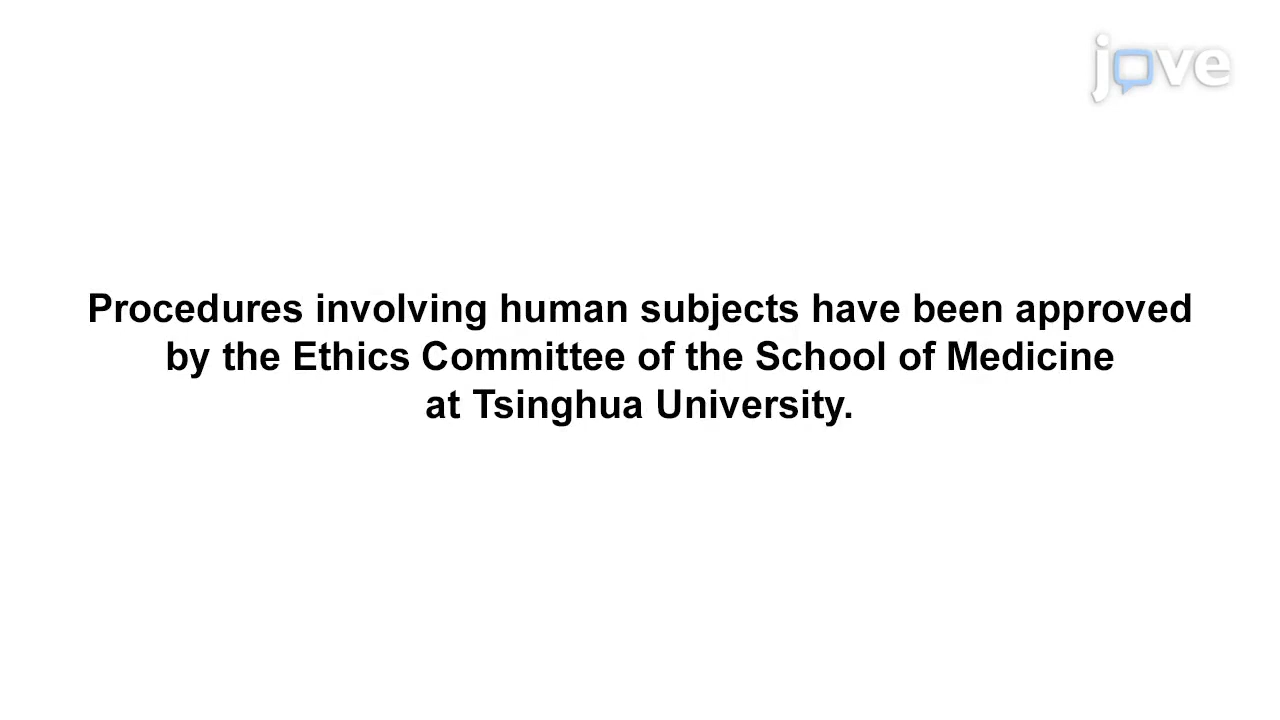 jove
Procedures involving human subjects have been approved
by the Ethics Committee of the School of Medicine
at Tsinghua University.